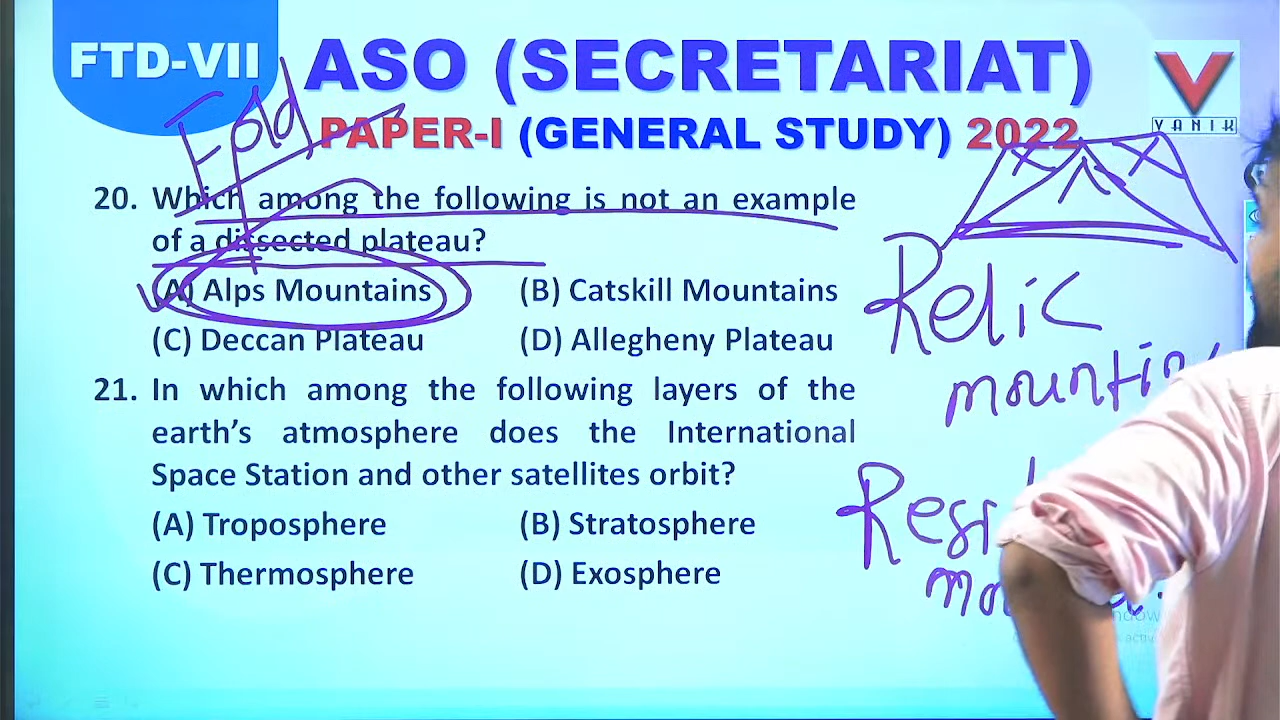 FTD-VII
ASO (SECRETARIAT)
PAPER-I (GENERAL STUDY) 2022
VANIK
Fold
20. Which among the following is not an example
of a dissected plateau?
(A) Alps Mountains (B) Catskill Mountains
(C) Deccan Plateau (D) Allegheny Plateau
Relic
21. In which among the following layers of the
earth's atmosphere does the International
Space Station and other satellites orbit?
(A) Troposphere (B) Stratosphere
(C) Thermosphere (D) Exosphere